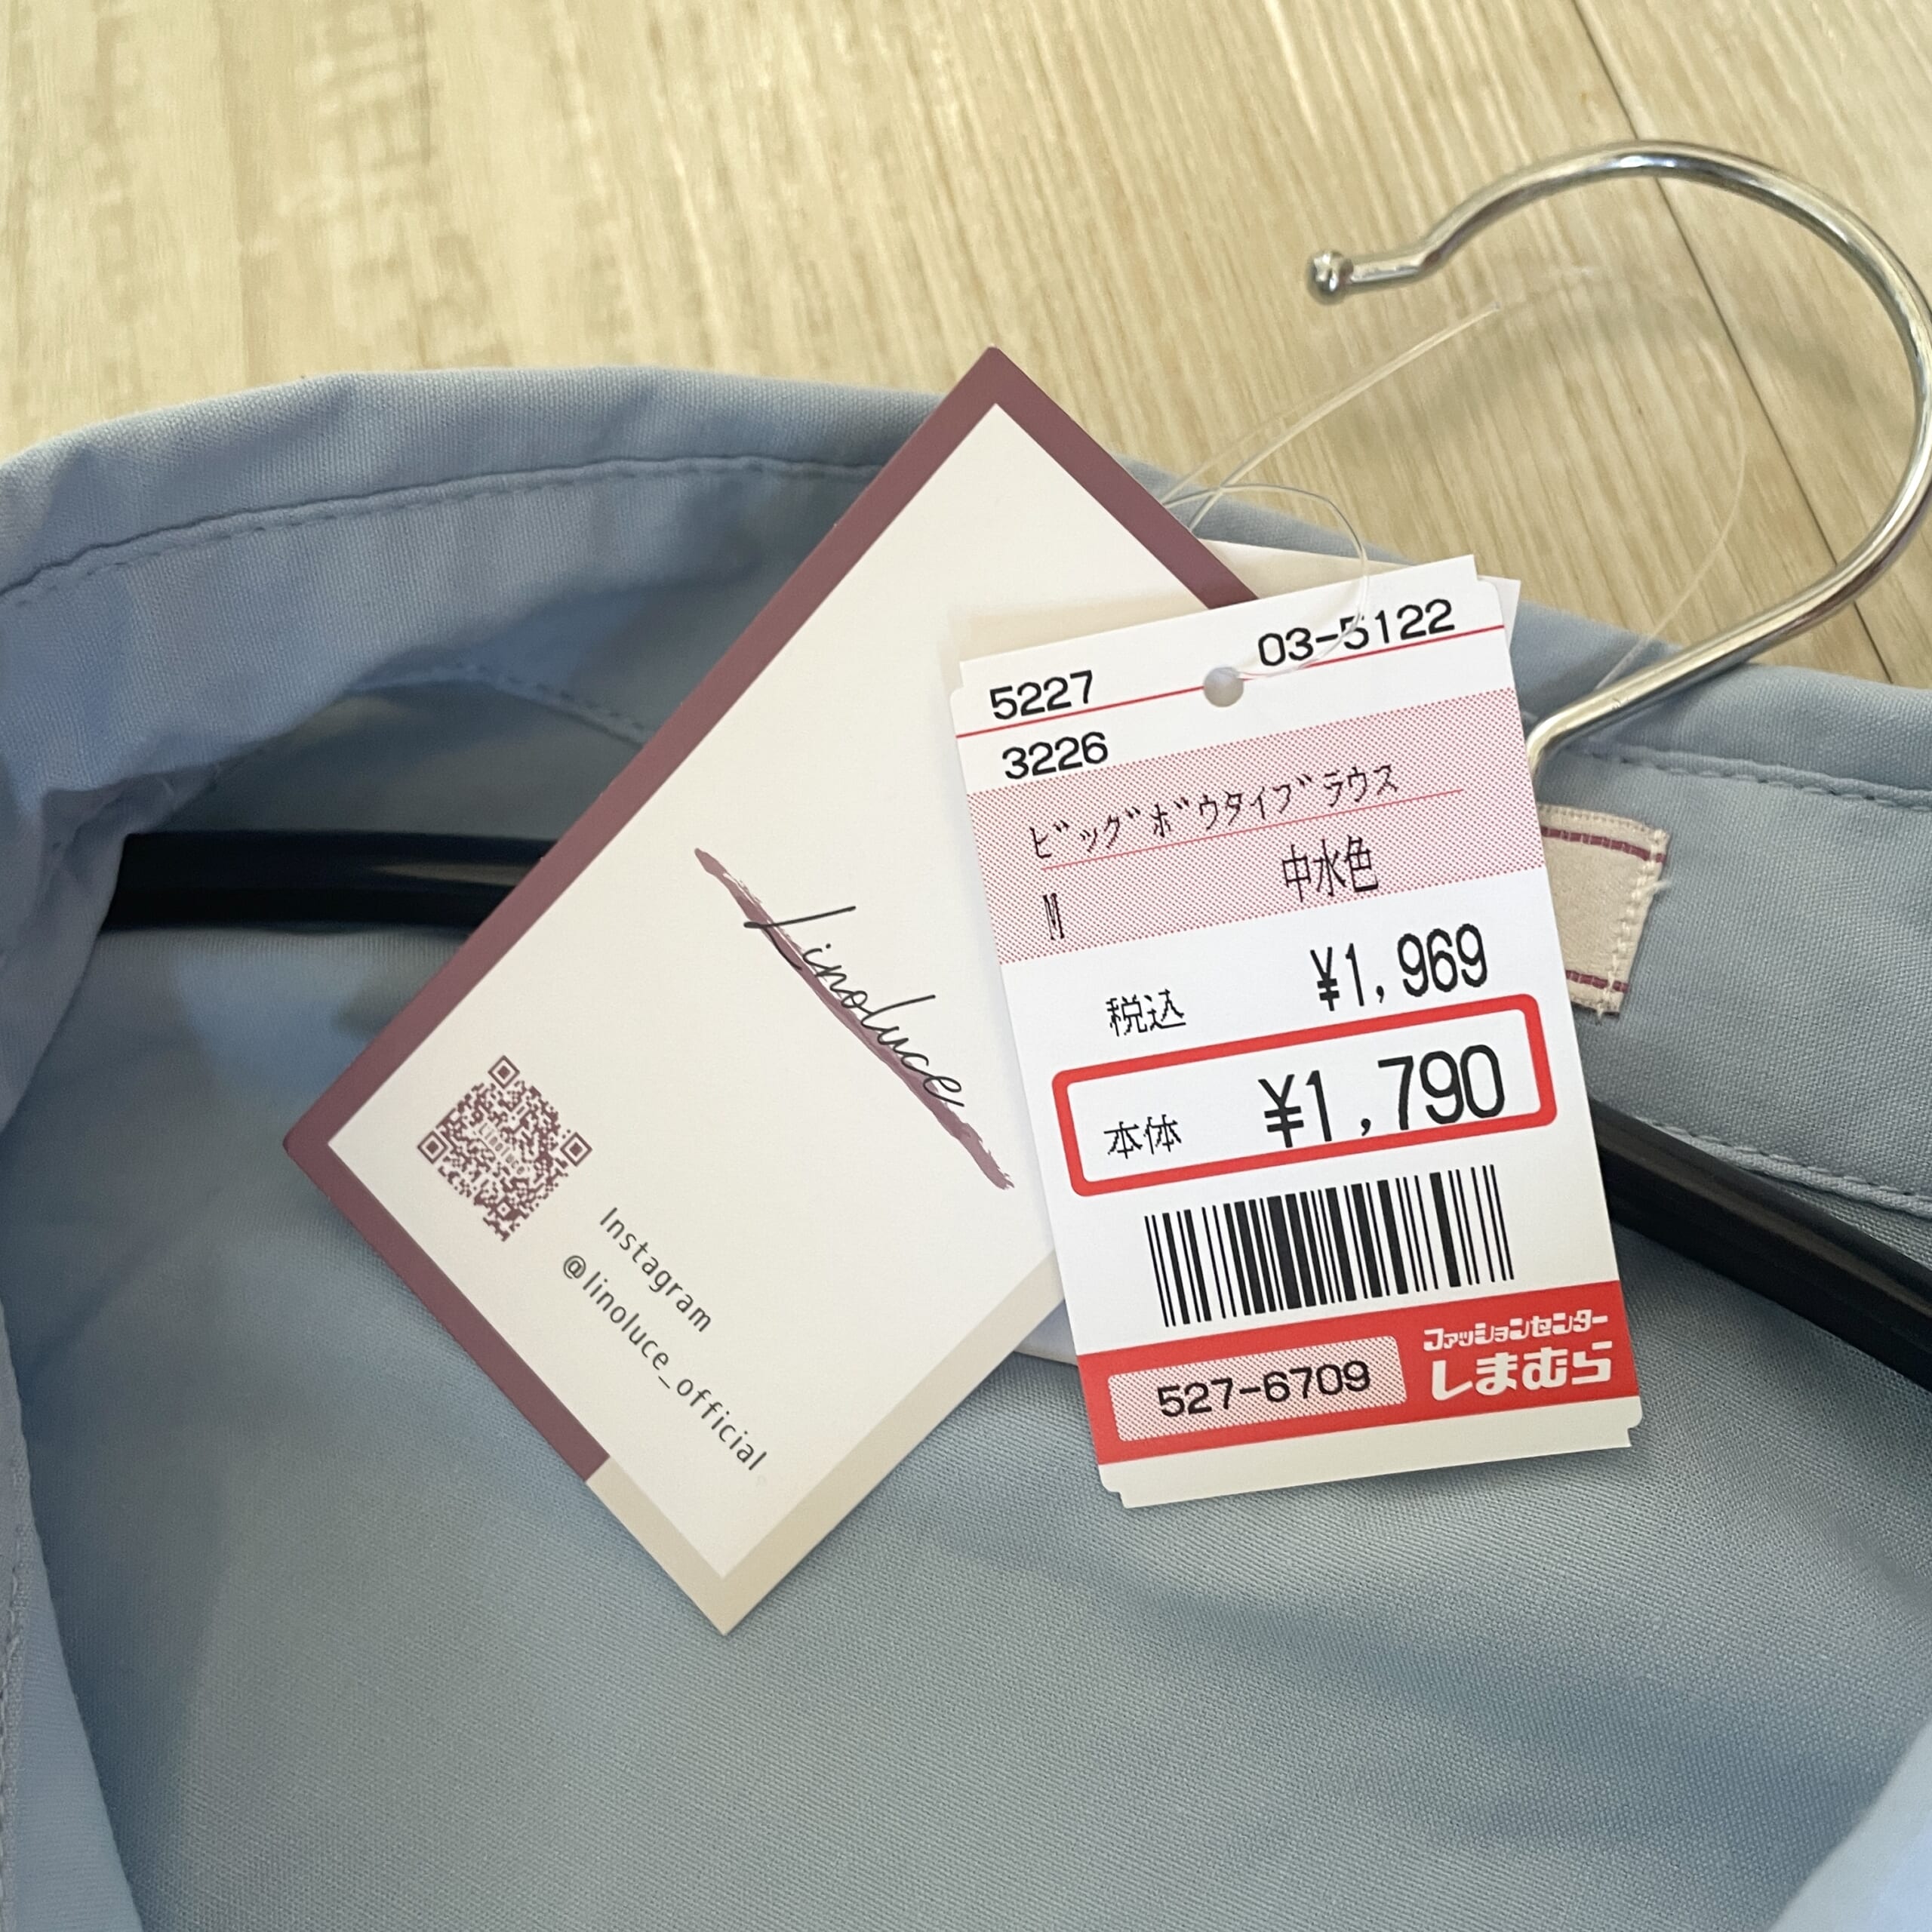 Linoluce
Instagram
@linoluce_official
5227
03-5122
3226
ビッグボウタイブラウス
M
中水色
税込
¥1,969
本体
¥1,790
527-6709
ファッションセンター
しまむら